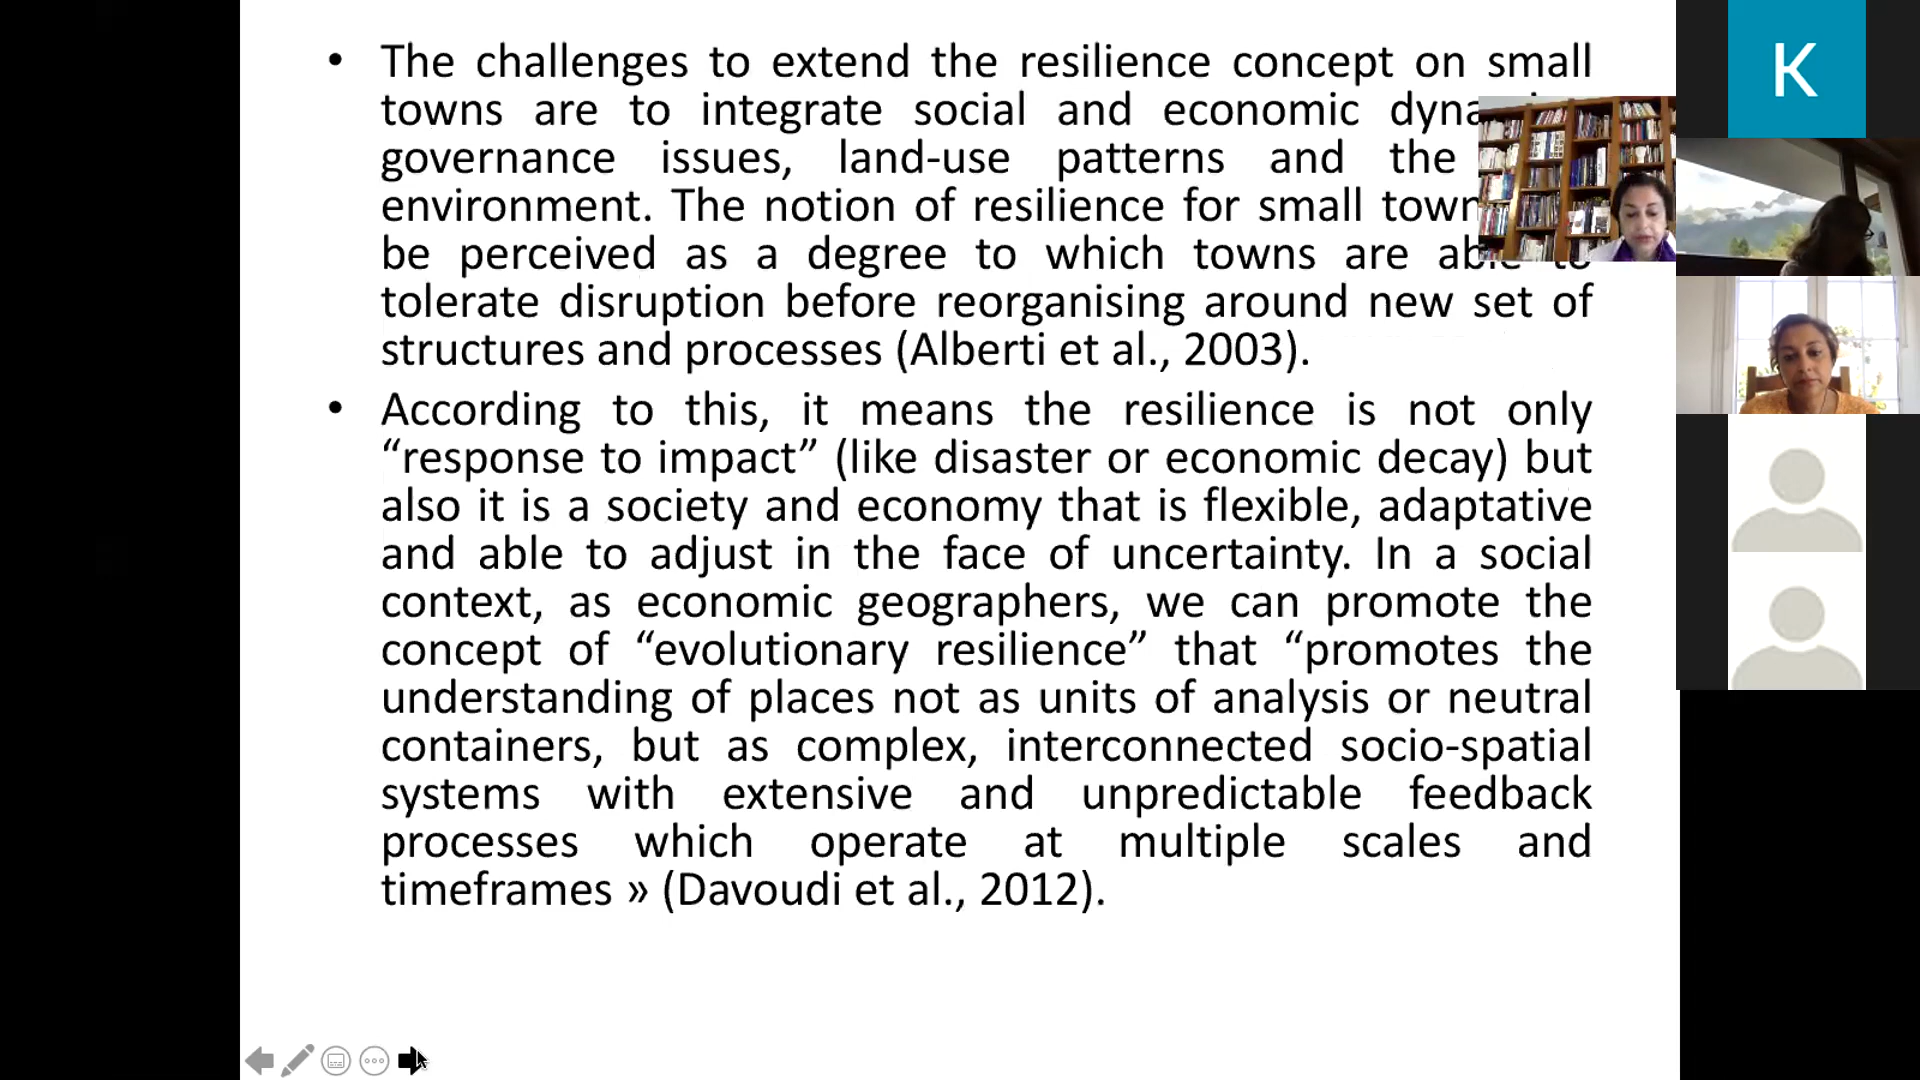 • The challenges to extend the resilience concept on small
towns are to integrate social and economic
governance issues, land-use patterns and the
environment. The notion of resilience for small
be perceived as a degree to which towns are able to
tolerate disruption before reorganising around new set of
structures and processes (Alberti et al., 2003).
• According to this, it means the resilience is not only
“response to impact” (like disaster or economic decay) but
also it is a society and economy that is flexible, adaptative
and able to adjust in the face of uncertainty. In a social
context, as economic geographers, we can promote the
concept of “evolutionary resilience” that “promotes the
understanding of places not as units of analysis or neutral
containers, but as complex, interconnected socio-spatial
systems with extensive and unpredictable feedback
processes which operate at multiple scales and
timeframes » (Davoudi et al., 2012).
K